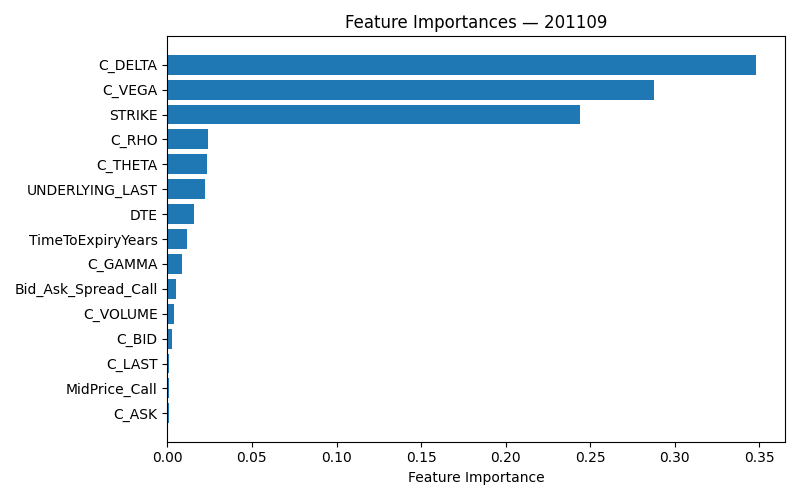 Feature Importances — 201109
C_DELTA
C_VEGA
STRIKE
C_RHO
C_THETA
UNDERLYING_LAST
DTE
TimeToExpiryYears
C_GAMMA
Bid_Ask_Spread_Call
C_VOLUME
C_BID
C_LAST
MidPrice_Call
C_ASK
0.00 0.05 0.10 0.15 0.20 0.25 0.30 0.35
Feature Importance